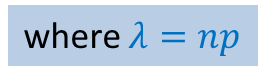 where λ = np